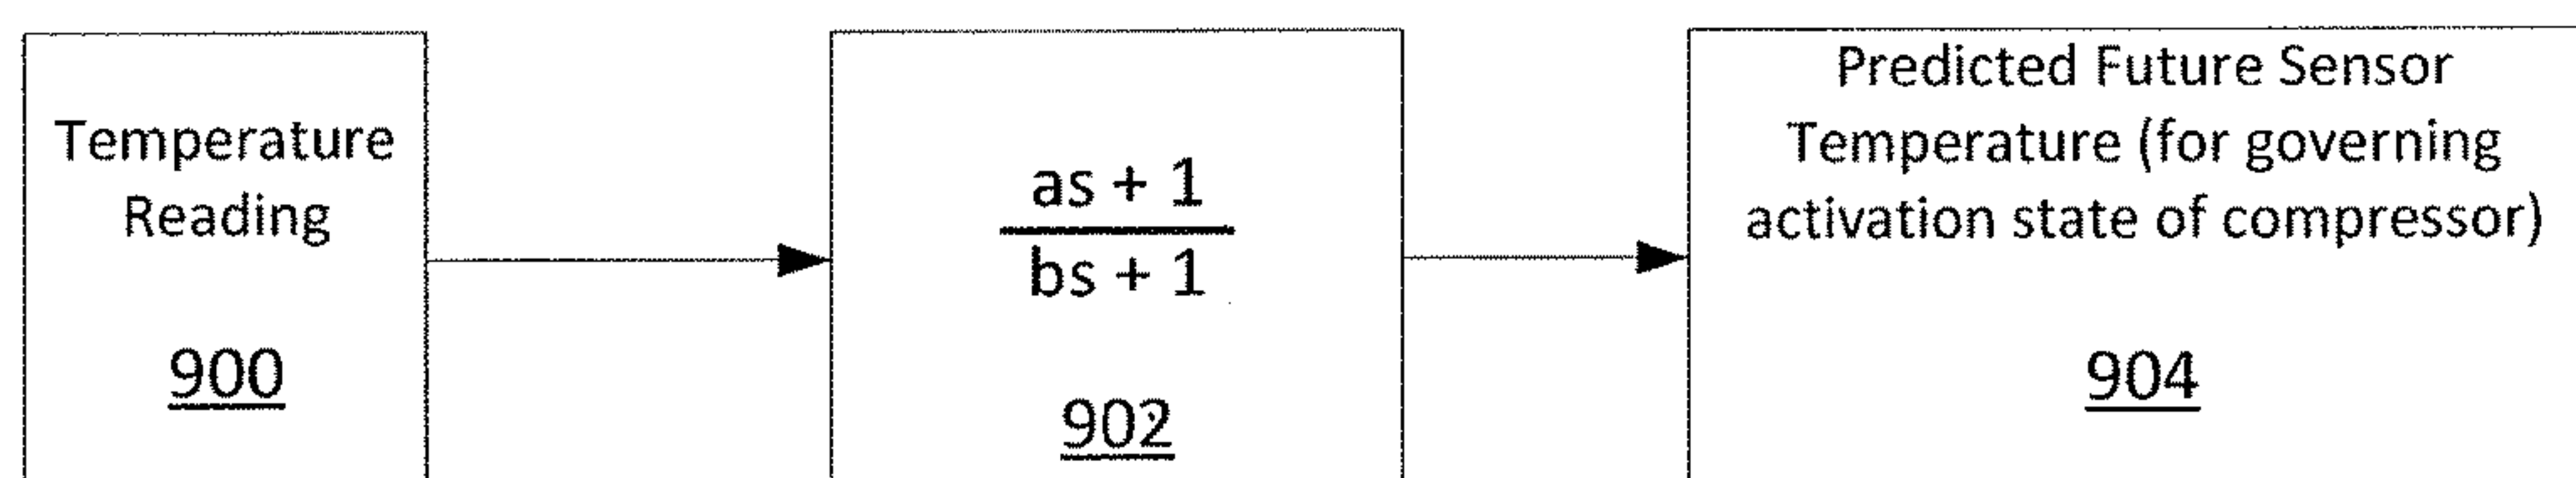 Temperature
Reading
900
as + 1
bs + 1
902
Predicted Future Sensor
Temperature (for governing
activation state of compressor)
904